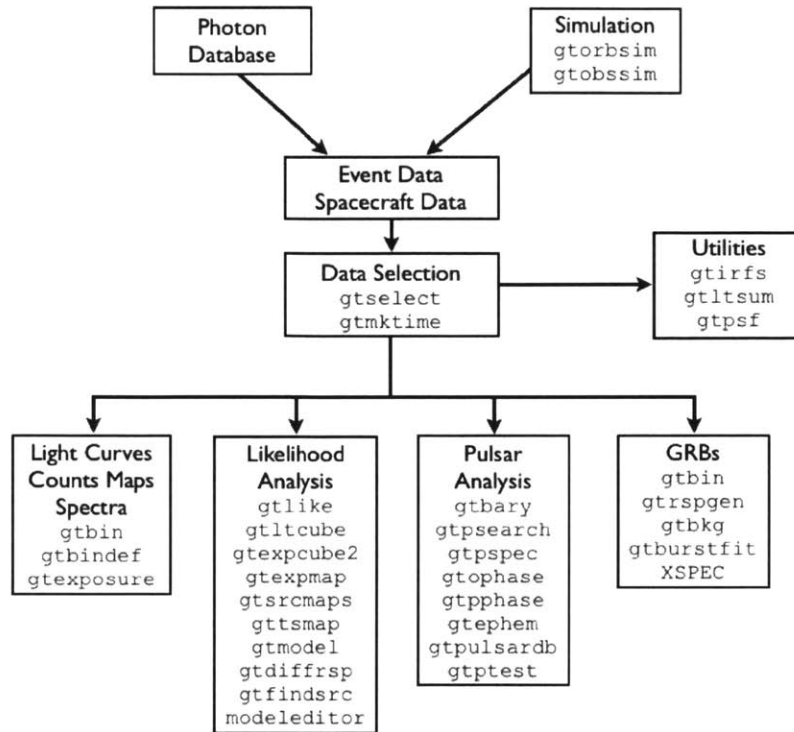 Photon
Database
Simulation
gtorbsim
gtobssim
Event Data
Spacecraft Data
Data Selection
gtselect
gtmktime
Utilities
gtirfs
gtltsum
gtpsf
Light Curves
Counts Maps
Spectra
gtbin
gtbindef
gtexposure
Likelihood
Analysis
gtlike
gtltcube
gtexpcube2
gtexpmap
gtsrcmaps
gttsmap
gtmodel
gtdiffrsp
gtfindsrc
modeleditor
Pulsar
Analysis
gtbary
gtpsearch
gtpspec
gtophase
gtpphase
gtephem
gtpulsardb
gtptest
GRBs
gtbin
gtrspgen
gtbkg
gtburstfit
XSPEC